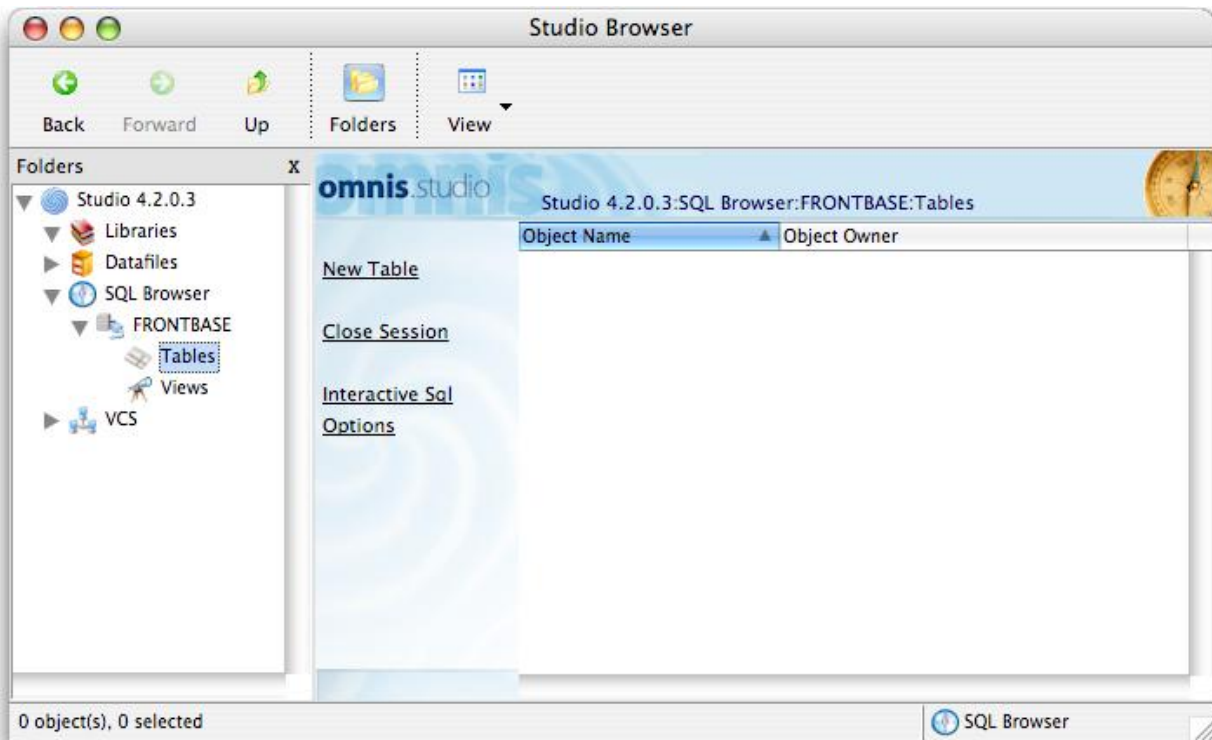 Studio Browser
Back Forward Up Folders View
Folders X
Studio 4.2.0.3
Libraries
Datafiles
SQL Browser
FRONTBASE
Tables
Views
VCS
omnis.studio
Studio 4.2.0.3:SQL Browser:FRONTBASE:Tables
Object Name Object Owner
New Table
Close Session
Interactive Sql
Options
0 object(s), 0 selected
SQL Browser